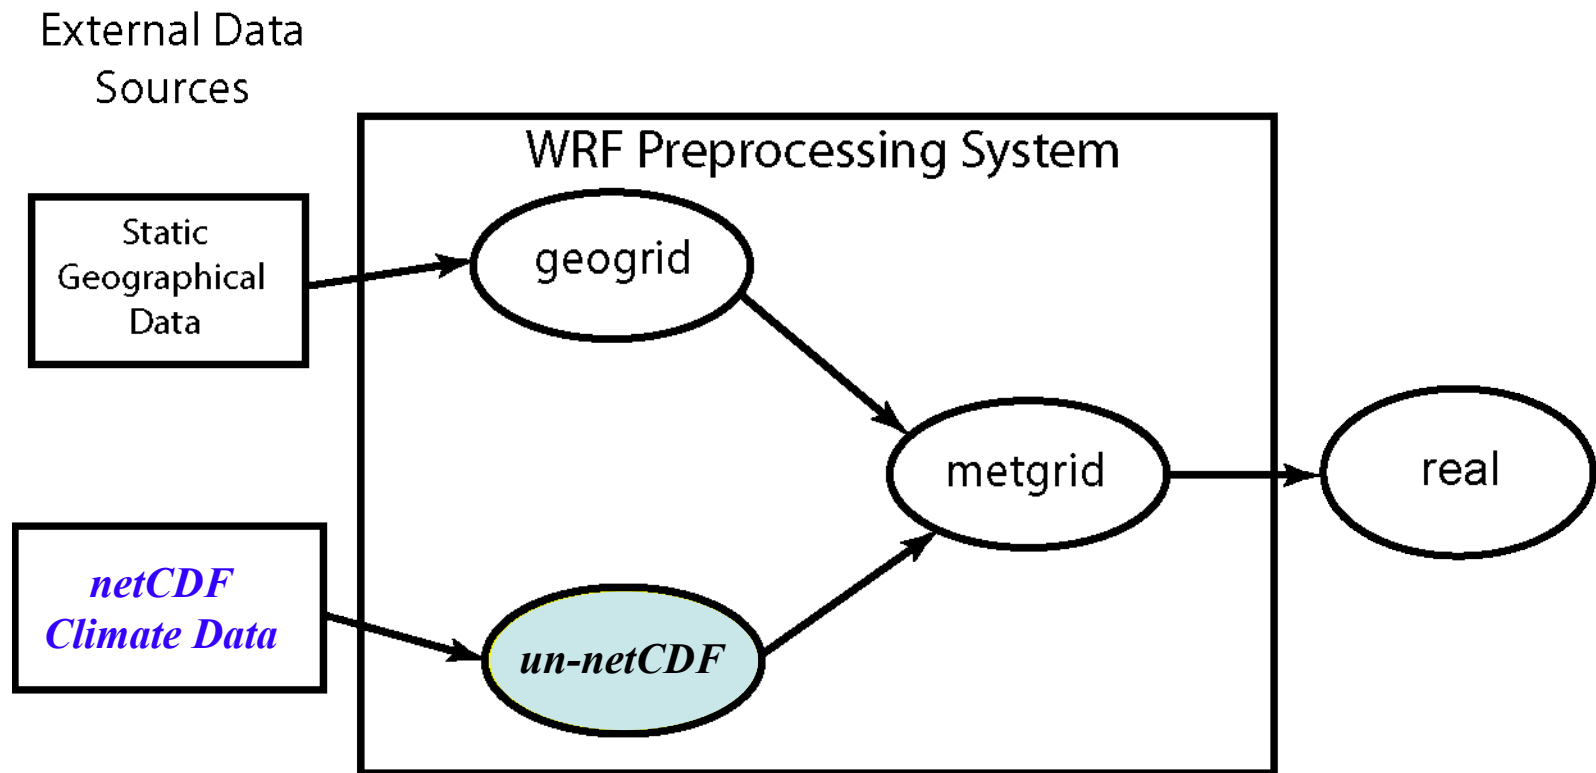 External Data
Sources
WRF Preprocessing System
Static
Geographical
Data
geogrid
metgrid
real
netCDF
Climate Data
un-netCDF